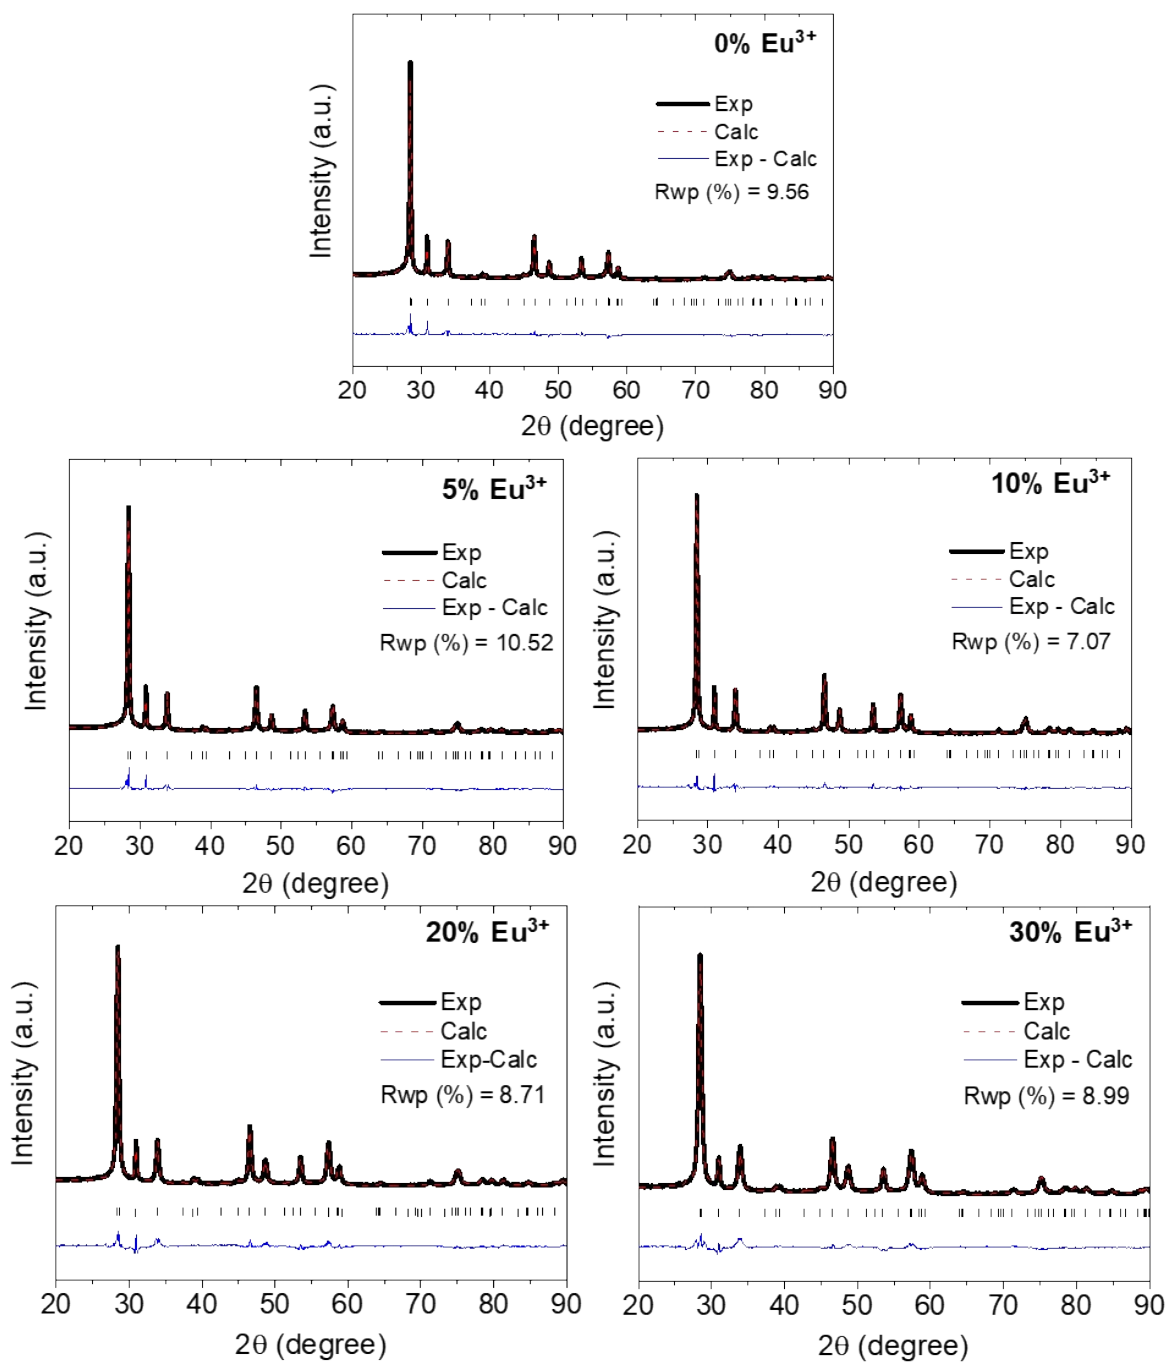 0% Eu³⁺
Exp
Calc
Exp - Calc
Rwp (%) = 9.56
Intensity (a.u.)
20 30 40 50 60 70 80 90
2θ (degree)
5% Eu³⁺
Exp
Calc
Exp - Calc
Rwp (%) = 10.52
Intensity (a.u.)
20 30 40 50 60 70 80 90
2θ (degree)
10% Eu³⁺
Exp
Calc
Exp - Calc
Rwp (%) = 7.07
Intensity (a.u.)
20 30 40 50 60 70 80 90
2θ (degree)
20% Eu³⁺
Exp
Calc
Exp-Calc
Rwp (%) = 8.71
Intensity (a.u.)
20 30 40 50 60 70 80 90
2θ (degree)
30% Eu³⁺
Exp
Calc
Exp - Calc
Rwp (%) = 8.99
Intensity (a.u.)
20 30 40 50 60 70 80 90
2θ (degree)